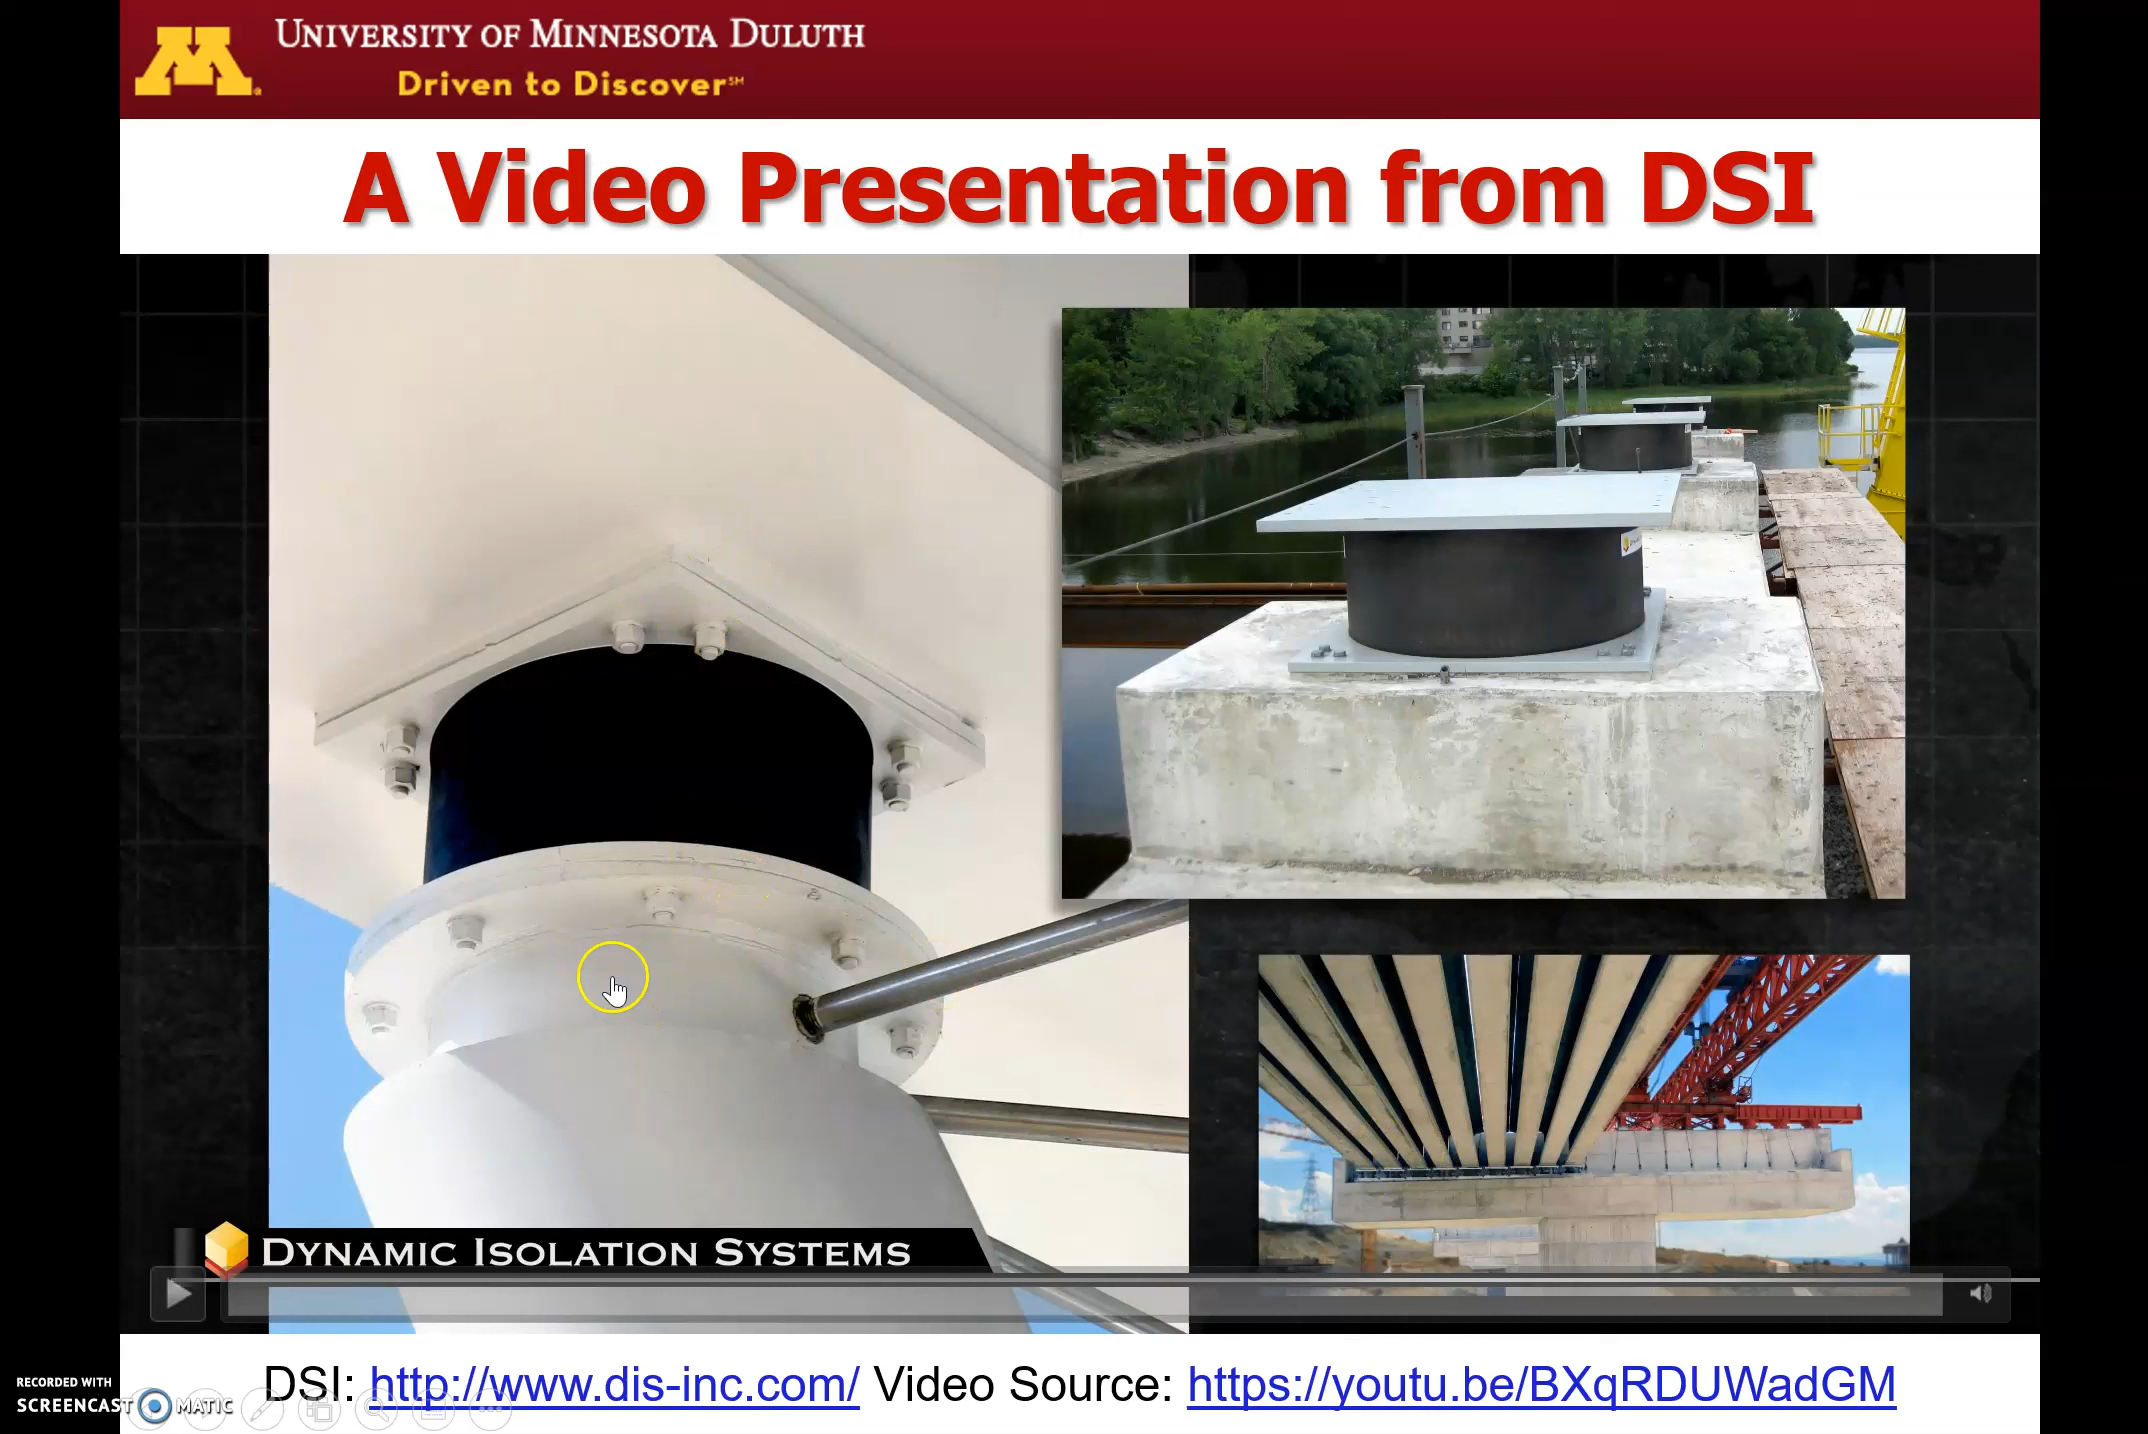 UNIVERSITY OF MINNESOTA DULUTH
Driven to Discover℠
A Video Presentation from DSI
DYNAMIC ISOLATION SYSTEMS
DSI: http://www.dis-inc.com/ Video Source: https://youtu.be/BXqRDUWadGM
RECORDED WITH
SCREENCAST MATIC